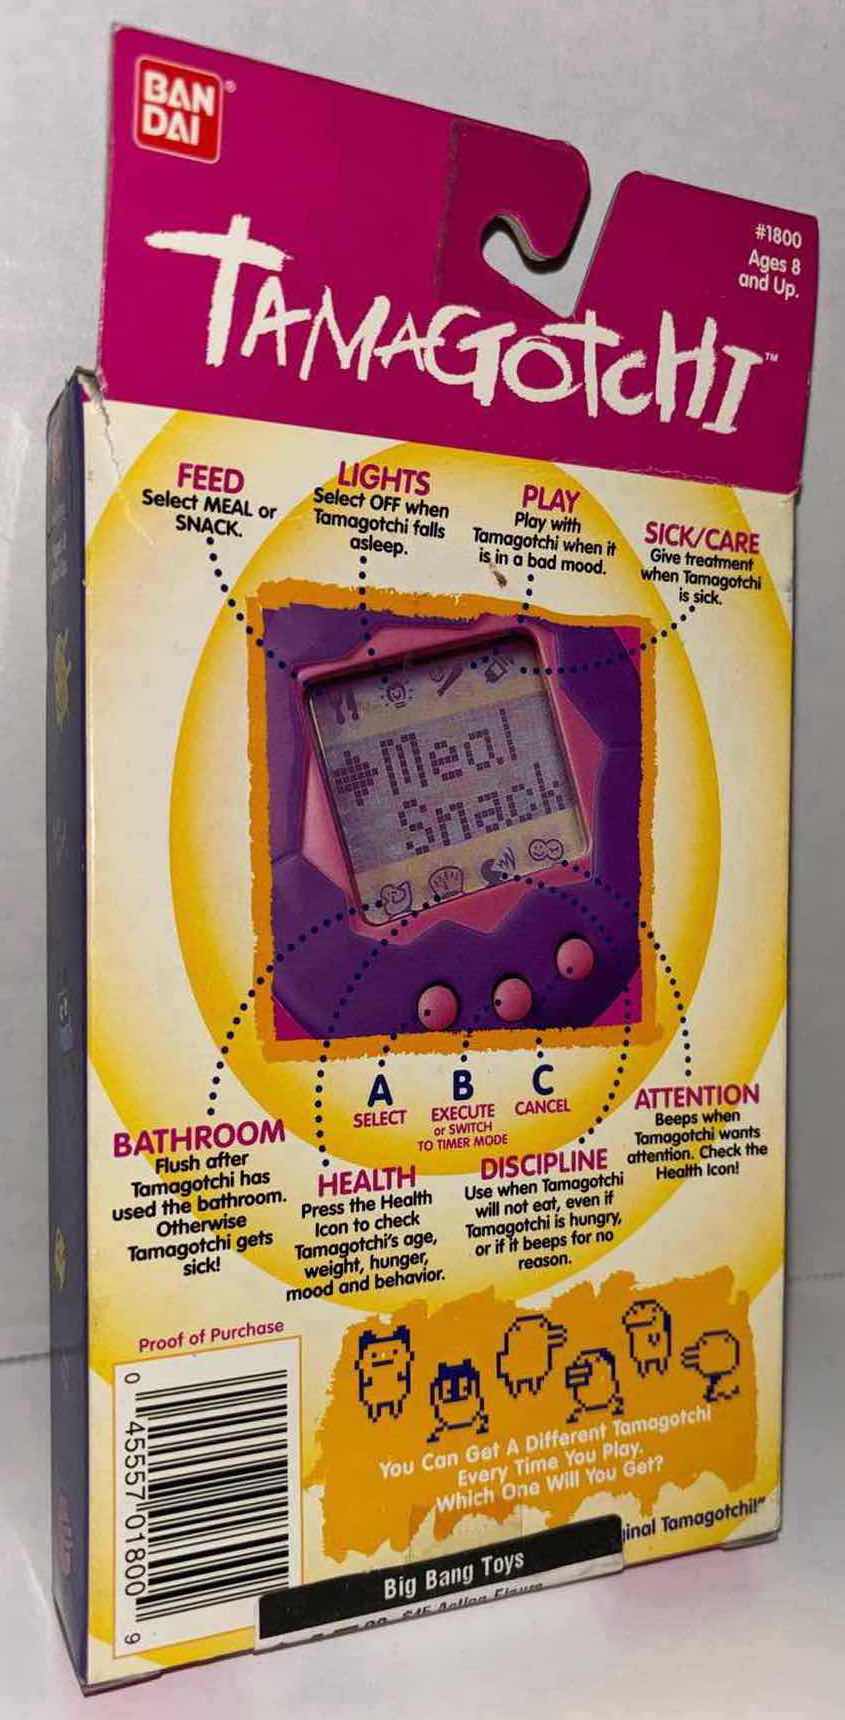 BAN
DAI®
#1800
Ages 8
and Up.
TAMAGOTCHI™
FEED
Select MEAL or
SNACK.
LIGHTS
Select OFF when
Tamagotchi falls
asleep.
PLAY
Play with
Tamagotchi when it
is in a bad mood.
SICK/CARE
Give treatment
when Tamagotchi
is sick.
Meal
Snack
A
SELECT
B
EXECUTE
or SWITCH
TO TIMER MODE
C
CANCEL
ATTENTION
Beeps when
Tamagotchi wants
attention. Check the
Health Icon!
BATHROOM
Flush after
Tamagotchi has
used the bathroom.
Otherwise
Tamagotchi gets
sick!
HEALTH
Press the Health
Icon to check
Tamagotchi's age,
weight, hunger,
mood and behavior.
DISCIPLINE
Use when Tamagotchi
will not eat, even if
Tamagotchi is hungry,
or if it beeps for no
reason.
Proof of Purchase
0 45557 01800 9
You Can Get A Different Tamagotchi
Every Time You Play.
Which One Will You Get?
Tamagotchi!"
Big Bang Toys
Action Figure